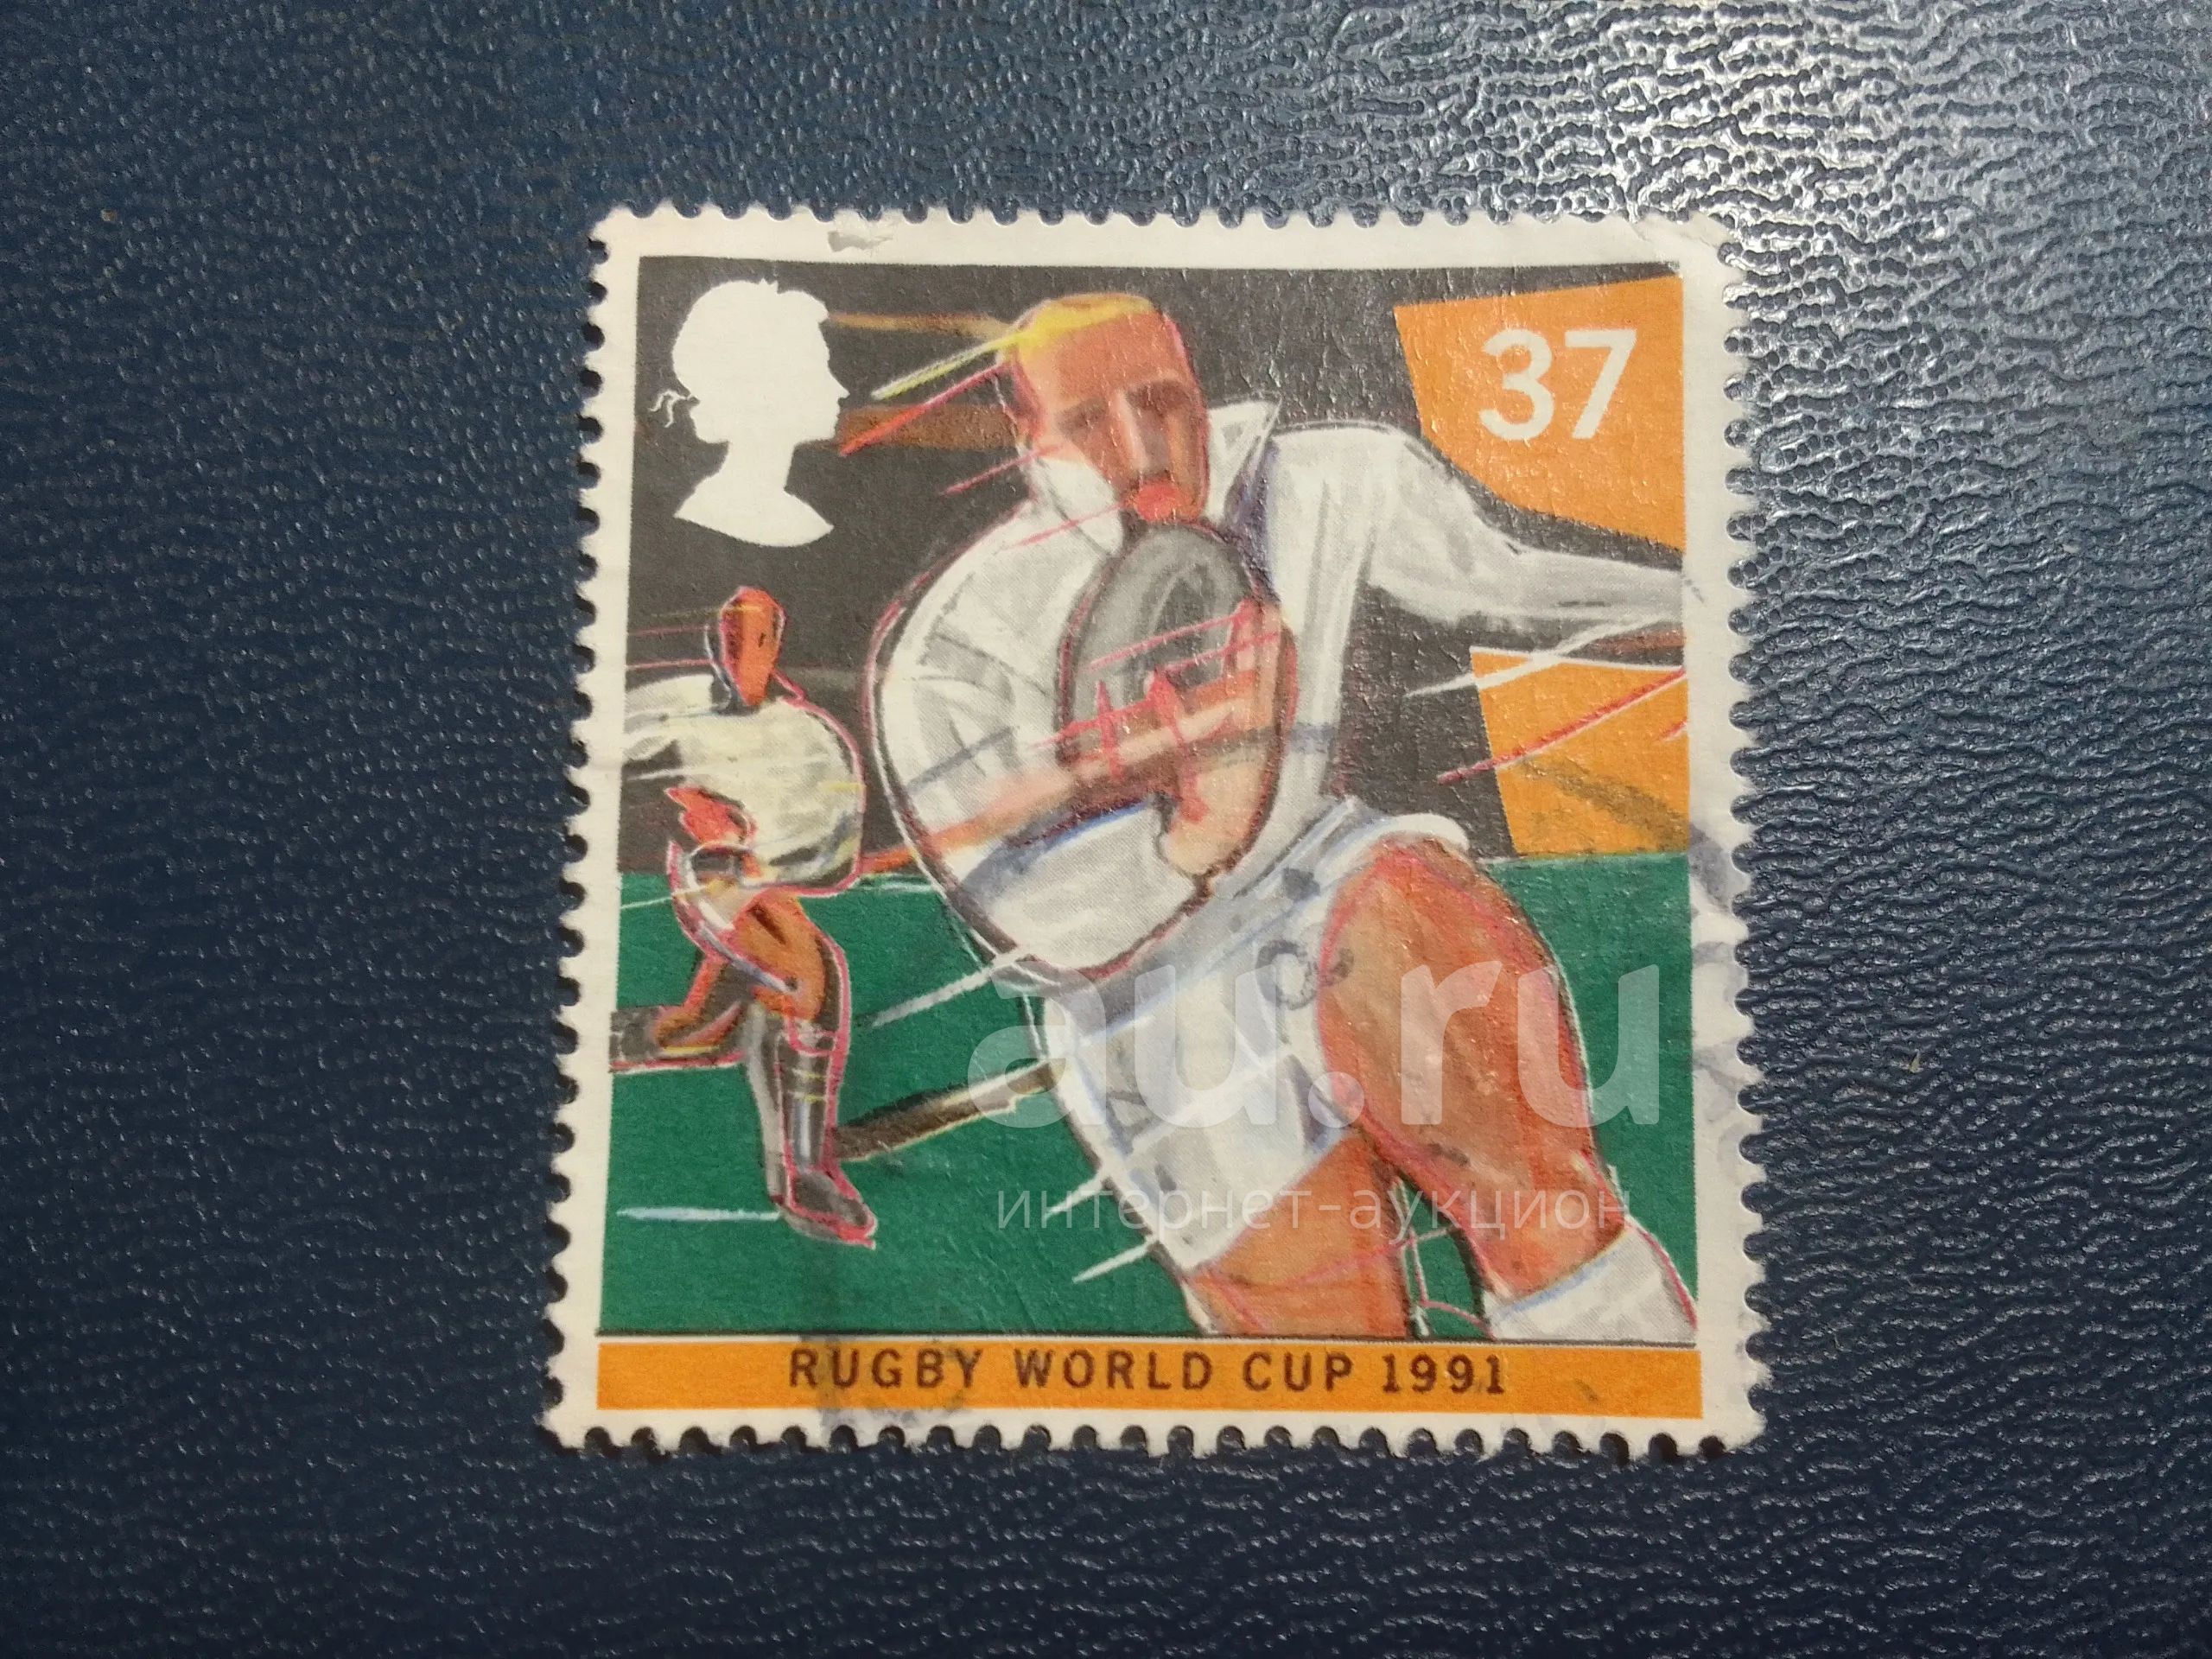 37
au.ru
интернет-аукцион
RUGBY WORLD CUP 1991